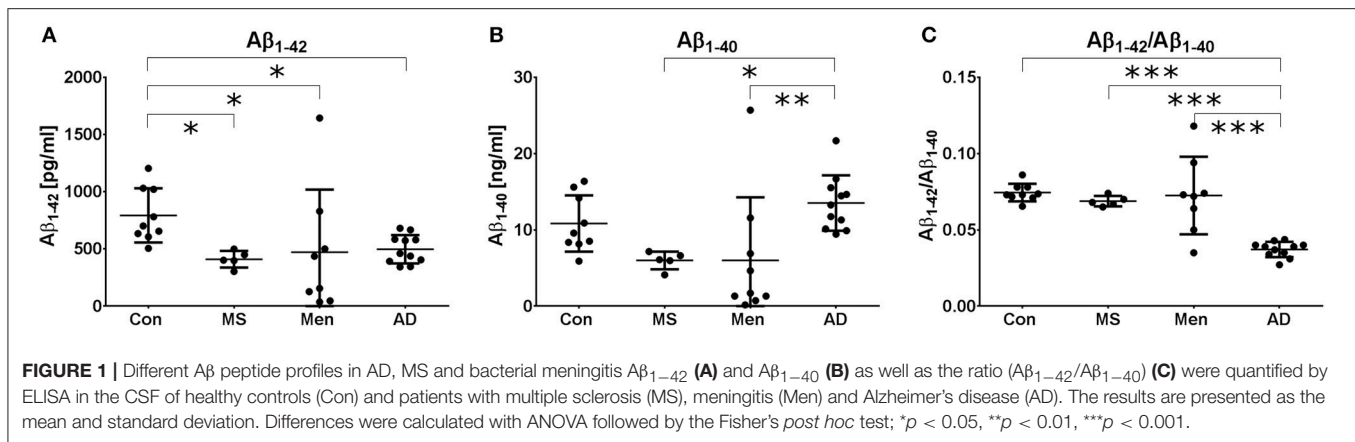 A
Aβ1-42
Aβ1-42 [pg/ml]
2000
1500
1000
500
0
*
*
*
Con MS Men AD
B
Aβ1-40
Aβ1-40 [ng/ml]
30
20
10
0
*
**
Con MS Men AD
C
Aβ1-42/Aβ1-40
Aβ1-42/Aβ1-40
0.15
0.10
0.05
0.00
***
***
***
Con MS Men AD
FIGURE 1 | Different Aβ peptide profiles in AD, MS and bacterial meningitis Aβ1−42 (A) and Aβ1−40 (B) as well as the ratio (Aβ1−42/Aβ1−40) (C) were quantified by
ELISA in the CSF of healthy controls (Con) and patients with multiple sclerosis (MS), meningitis (Men) and Alzheimer's disease (AD). The results are presented as the
mean and standard deviation. Differences were calculated with ANOVA followed by the Fisher's post hoc test; *p < 0.05, **p < 0.01, ***p < 0.001.